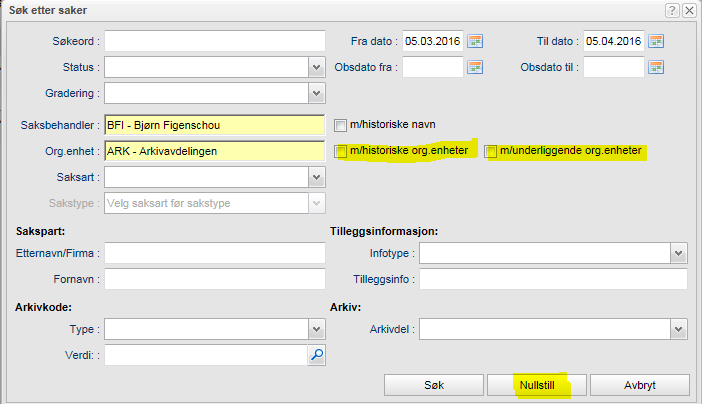 Søk etter saker
Søkeord : Fra dato : 05.03.2016 Til dato : 05.04.2016
Status : Obsdato fra : Obsdato til :
Gradering :
Saksbehandler : BFI - Bjørn Figenschou m/historiske navn
Org.enhet : ARK - Arkivavdelingen m/historiske org.enheter m/underliggende org.enheter
Saksart :
Sakstype : Velg saksart før sakstype
Sakspart: Tilleggsinformasjon:
Etternavn/Firma : Infotype :
Fornavn : Tilleggsinfo :
Arkivkode: Arkiv:
Type : Arkivdel :
Verdi: :
Søk Nullstill Avbryt